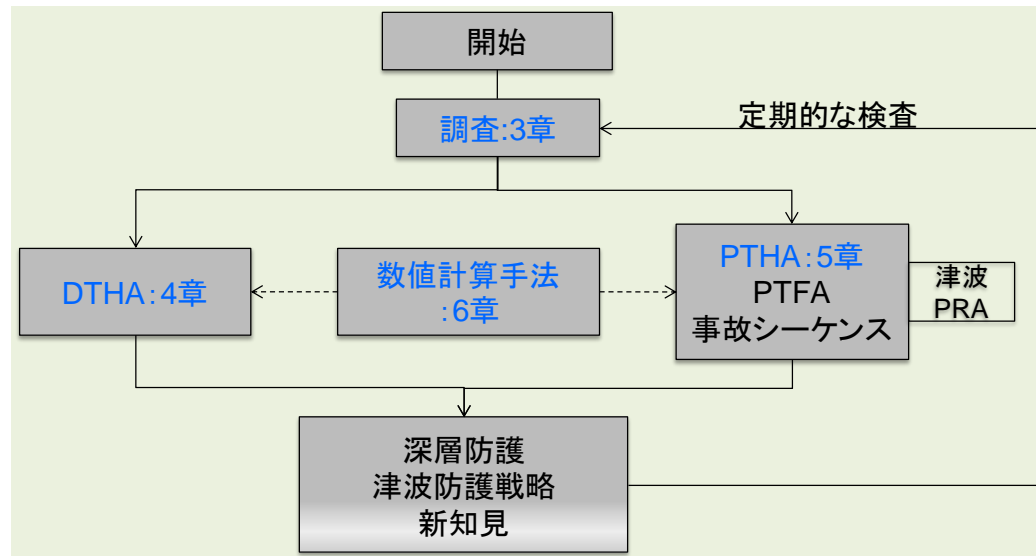 開始
調査:3章
定期的な検査
DTHA：4章
数値計算手法
:6章
PTHA：5章
PTFA
事故シーケンス
津波
PRA
深層防護
津波防護戦略
新知見